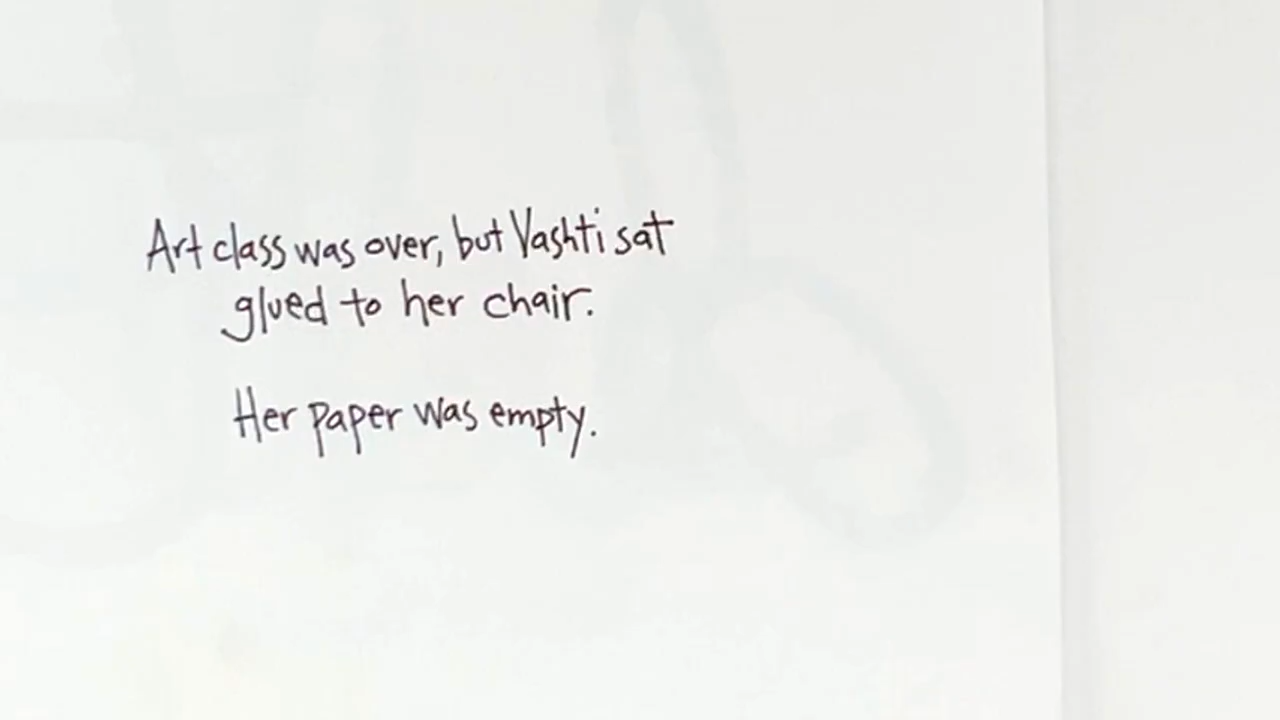 Art class was over, but Vashti sat
glued to her chair.
Her paper was empty.